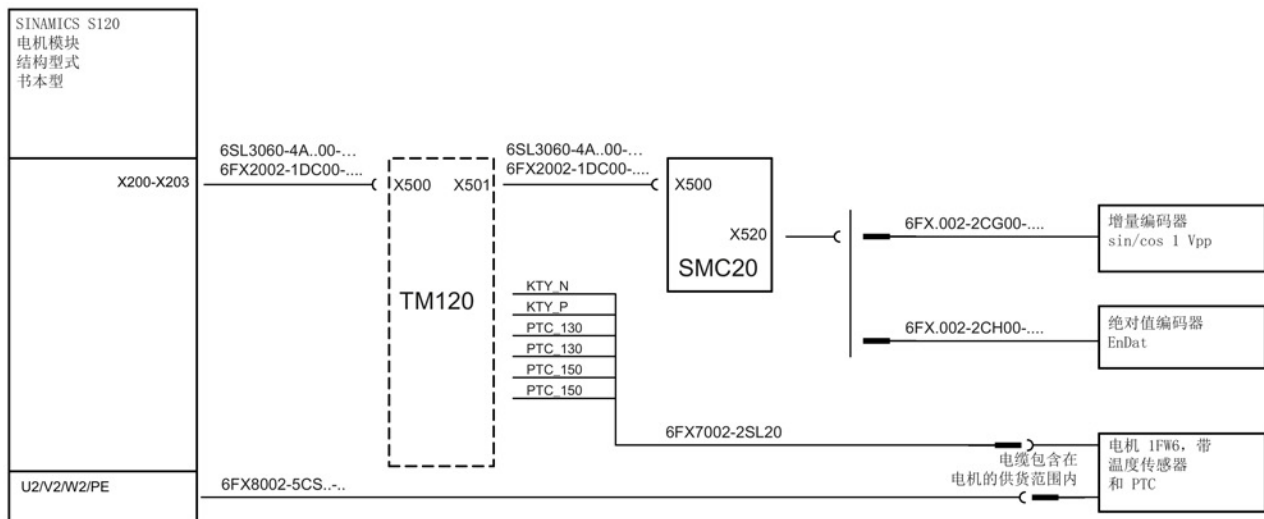 SINAMICS S120
电机模块
结构型式
书本型
6SL3060-4A..00-...
6FX2002-1DC00-....
6SL3060-4A..00-...
6FX2002-1DC00-....
X200-X203
X500
X501
X500
X520
SMC20
6FX.002-2CG00-....
增量编码器
sin/cos 1 Vpp
TM120
KTY_N
KTY_P
PTC_130
PTC_130
PTC_150
PTC_150
6FX.002-2CH00-....
绝对值编码器
EnDat
6FX7002-2SL20
电缆包含在
电机的供货范围内
电机 1FW6，带
温度传感器
和 PTC
U2/V2/W2/PE
6FX8002-5CS..-..